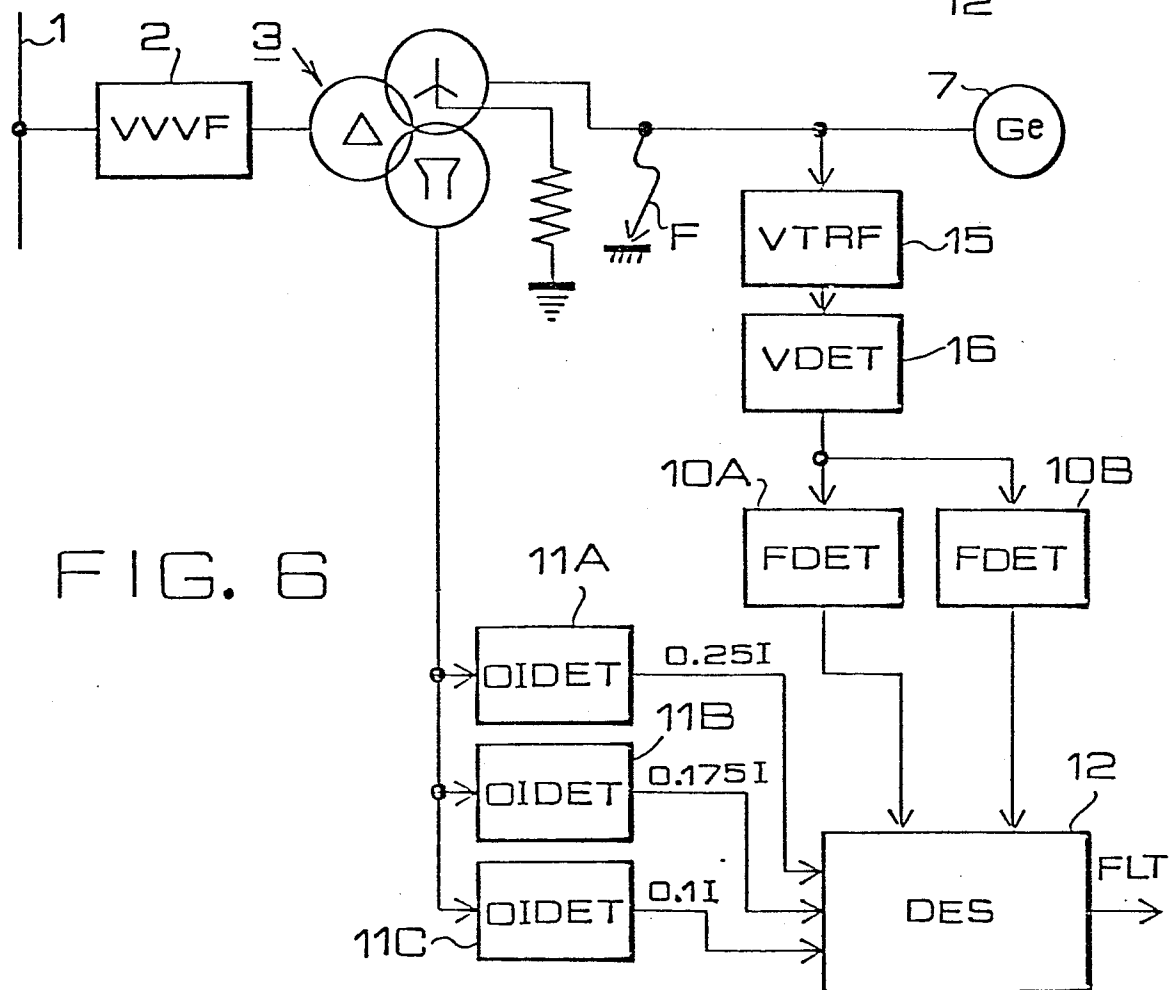 12
1
2
3
VVVF
7
Ge
F
VTRF
15
VDET
16
10A
10B
FDET
FDET
FIG. 6
11A
OIDET
0.25I
11B
OIDET
0.175I
12
OIDET
0.1I
11C
DES
FLT